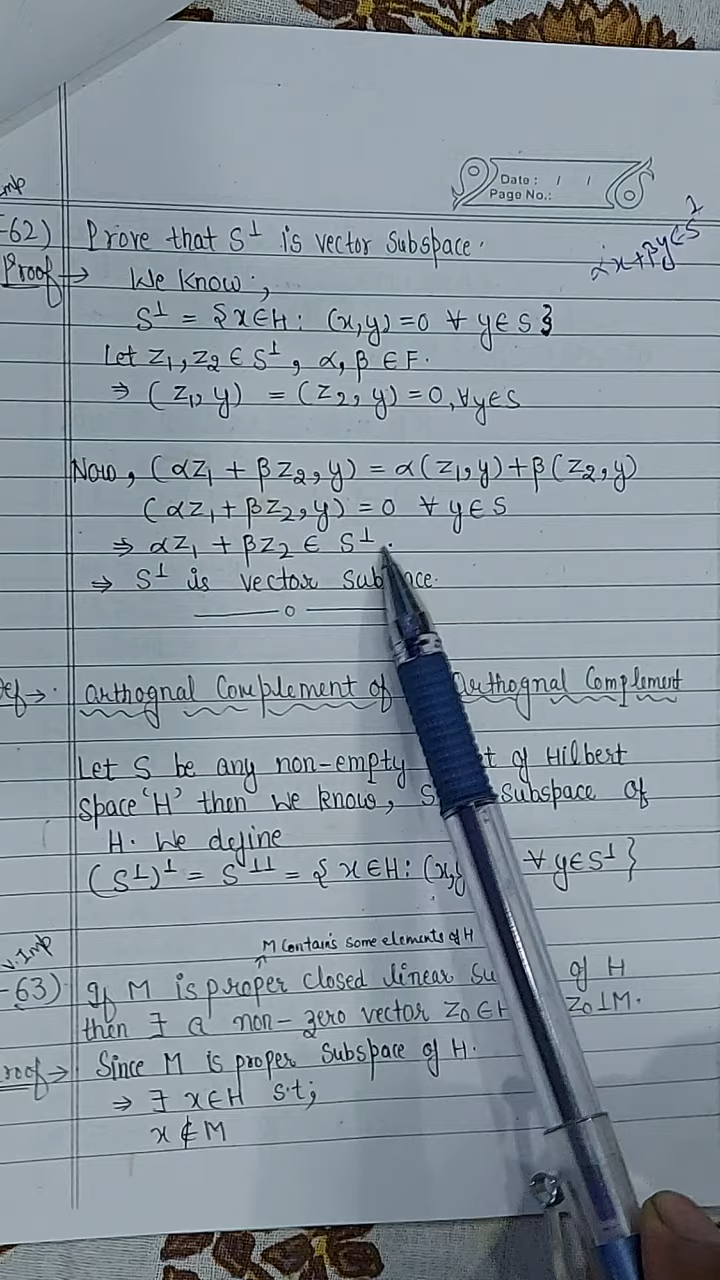 Imp
Date: / /
Page No.:
-62) Prove that S⊥ is vector Subspace.
αx+βy∈S⊥
Proof→ We Know;,
S⊥ = {x∈H: (x,y)=0 ∀ y∈S}
Let z₁, z₂ ∈ S⊥, α, β ∈F.
⇒ (z₁, y) = (z₂, y) = 0, ∀y∈S
Now, (αz₁ + βz₂, y) = α(z₁, y) + β(z₂, y)
(αz₁ + βz₂, y) = 0 ∀ y∈S
⇒ αz₁ + βz₂ ∈ S⊥.
⇒ S⊥ is vector
o
ef→. Orthognal Complement of Orthognal Complement
Let S be any non-empty of Hilbert
space 'H' then we know, subspace of
H. We define
(S⊥)⊥ = S⊥⊥ = { x∈H: (x, ∀ y∈S⊥}
V.Imp
M Contains some elements of H
-63) If M is proper closed linear of H
then ∃ a non-zero vector z₀ ∈ H z₀⊥M.
roof→ Since M is proper Subspace of H.
⇒ ∃ x∈H s.t;
x∉M